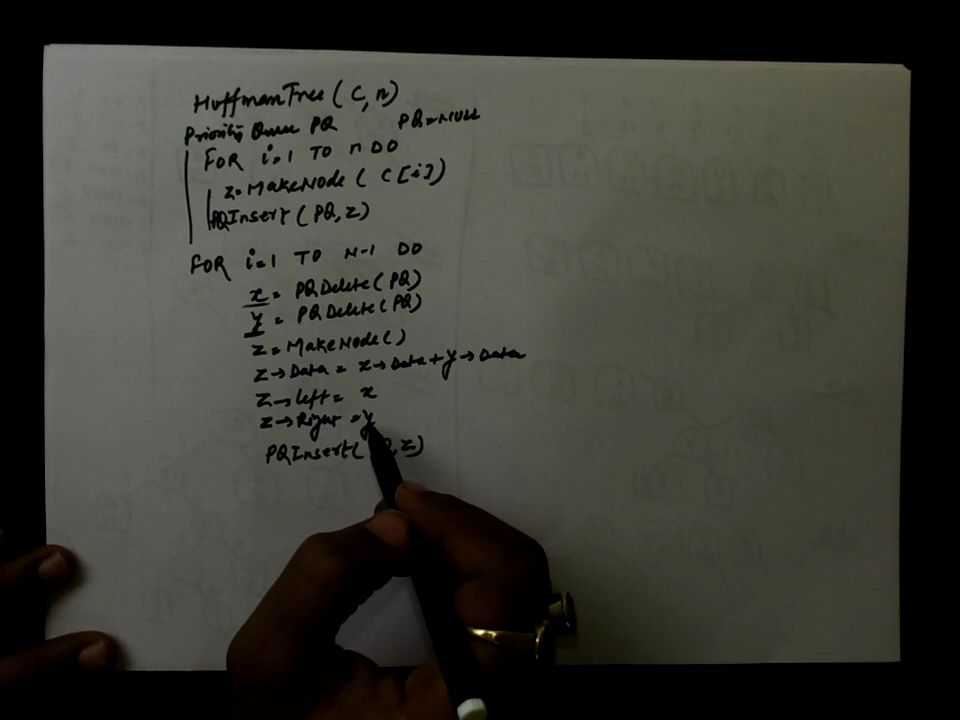 HuffmanTree ( C, n)
Priority Queue PQ PQ=NULL
FOR i=1 TO n DO
z=MakeNode ( C [i])
PQInsert ( PQ, z)
FOR i=1 TO N-1 DO
x = PQDelete( PQ)
y = PQDelete (PQ)
z = MakeNode ( )
z → Data = x → Data + y → Data
z → left = x
z → Right = y
PQInsert ( , z)